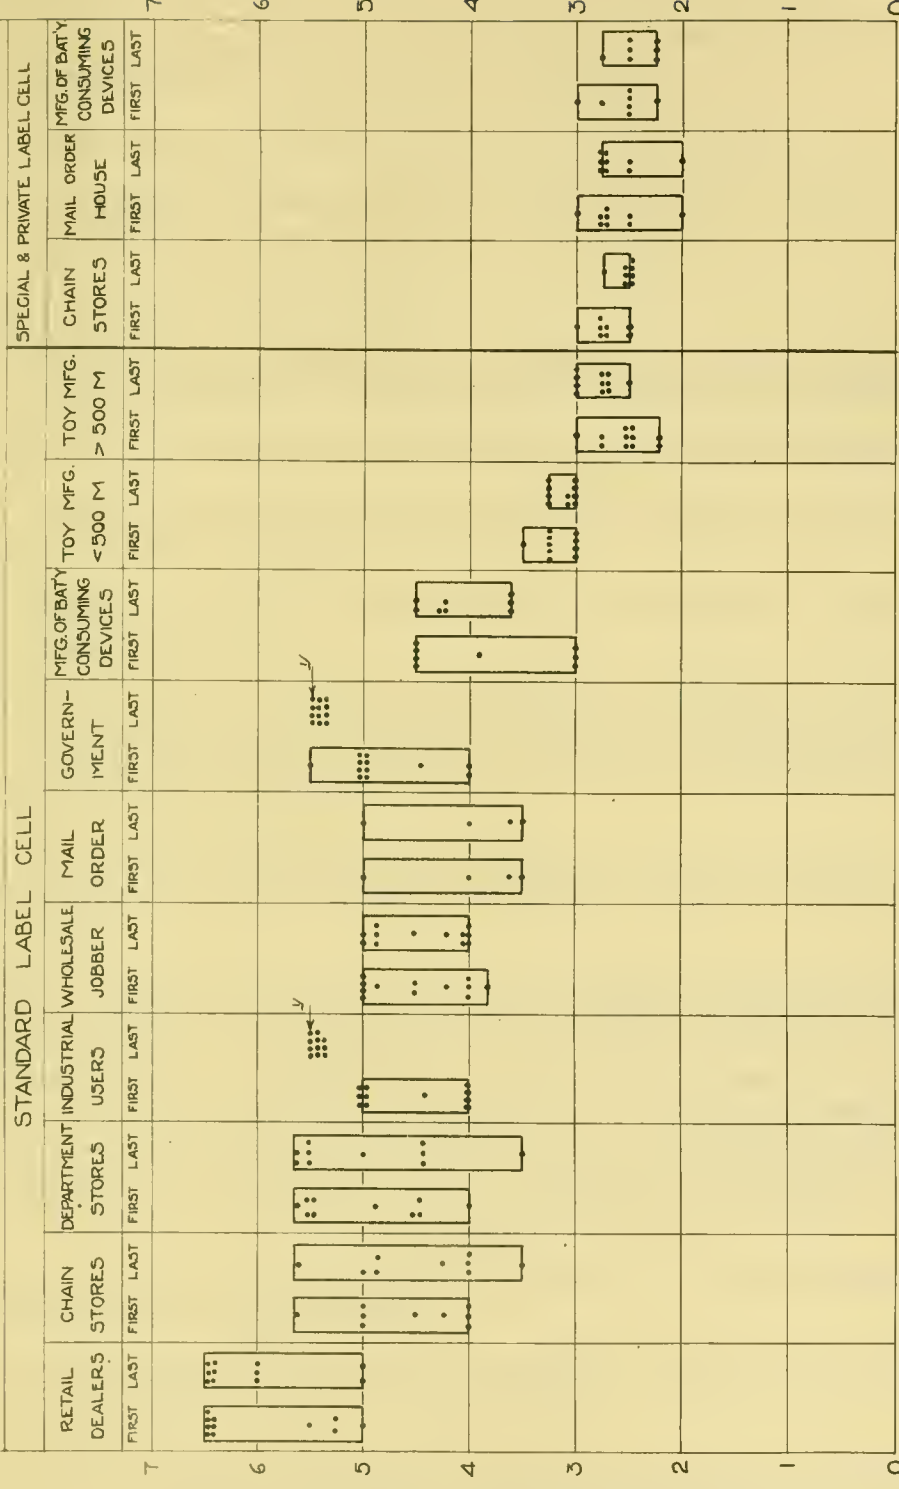 STANDARD LABEL CELL
SPECIAL & PRIVATE LABEL CELL
RETAIL
DEALERS
CHAIN
STORES
DEPARTMENT
STORES
INDUSTRIAL
USERS
WHOLESALE
JOBBER
MAIL
ORDER
GOVERN-
MENT
MFG. OF BAT'Y
CONSUMING
DEVICES
TOY MFG.
<500 M
TOY MFG.
> 500 M
CHAIN
STORES
MAIL ORDER
HOUSE
MFG. OF BAT'Y.
CONSUMING
DEVICES
FIRST LAST FIRST LAST FIRST LAST FIRST LAST FIRST LAST FIRST LAST FIRST LAST FIRST LAST FIRST LAST FIRST LAST FIRST LAST FIRST LAST FIRST LAST
7 7
6 6
5 5
4 4
3 3
2 2
1 1
0 0